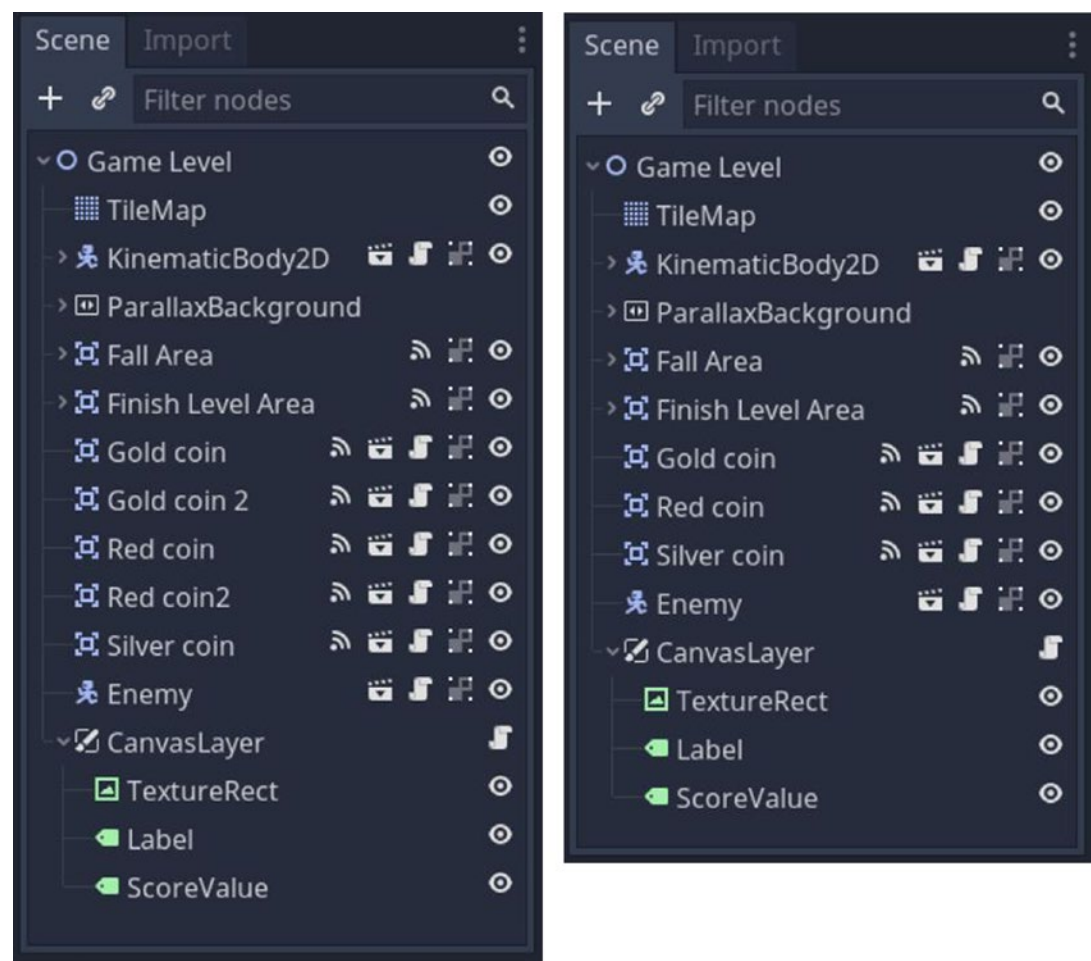 Scene Import
Filter nodes
Game Level
TileMap
KinematicBody2D
ParallaxBackground
Fall Area
Finish Level Area
Gold coin
Gold coin 2
Red coin
Red coin2
Silver coin
Enemy
CanvasLayer
TextureRect
Label
ScoreValue
Scene Import
Filter nodes
Game Level
TileMap
KinematicBody2D
ParallaxBackground
Fall Area
Finish Level Area
Gold coin
Red coin
Silver coin
Enemy
CanvasLayer
TextureRect
Label
ScoreValue